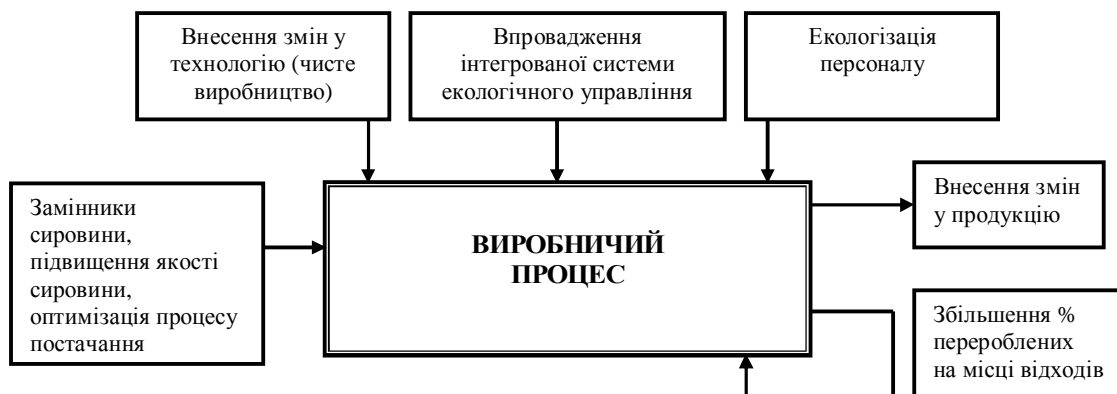 Внесення змін у
технологію (чисте
виробництво)
Впровадження
інтегрованої системи
екологічного управління
Екологізація
персоналу
Замінники
сировини,
підвищення якості
сировини,
оптимізація процесу
постачання
ВИРОБНИЧИЙ
ПРОЦЕС
Внесення змін
у продукцію
Збільшення %
перероблених
на місці відходів